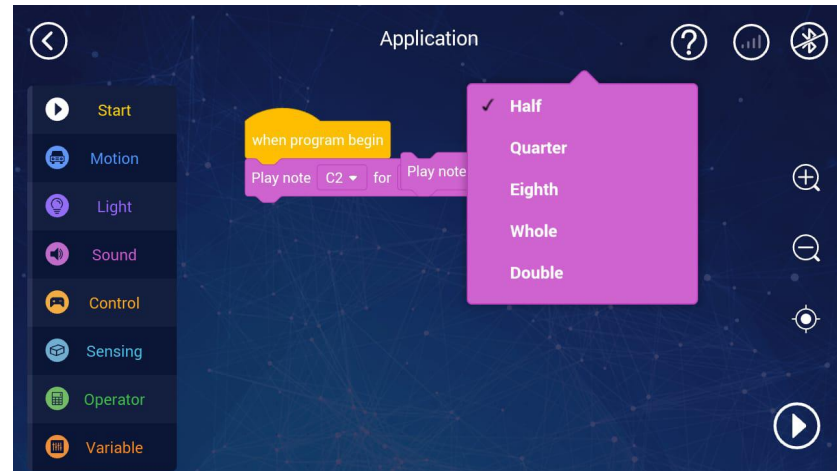 Application
Start
Motion
Light
Sound
Control
Sensing
Operator
Variable
when program begin
Play note C2 for
Play note
Half
Quarter
Eighth
Whole
Double